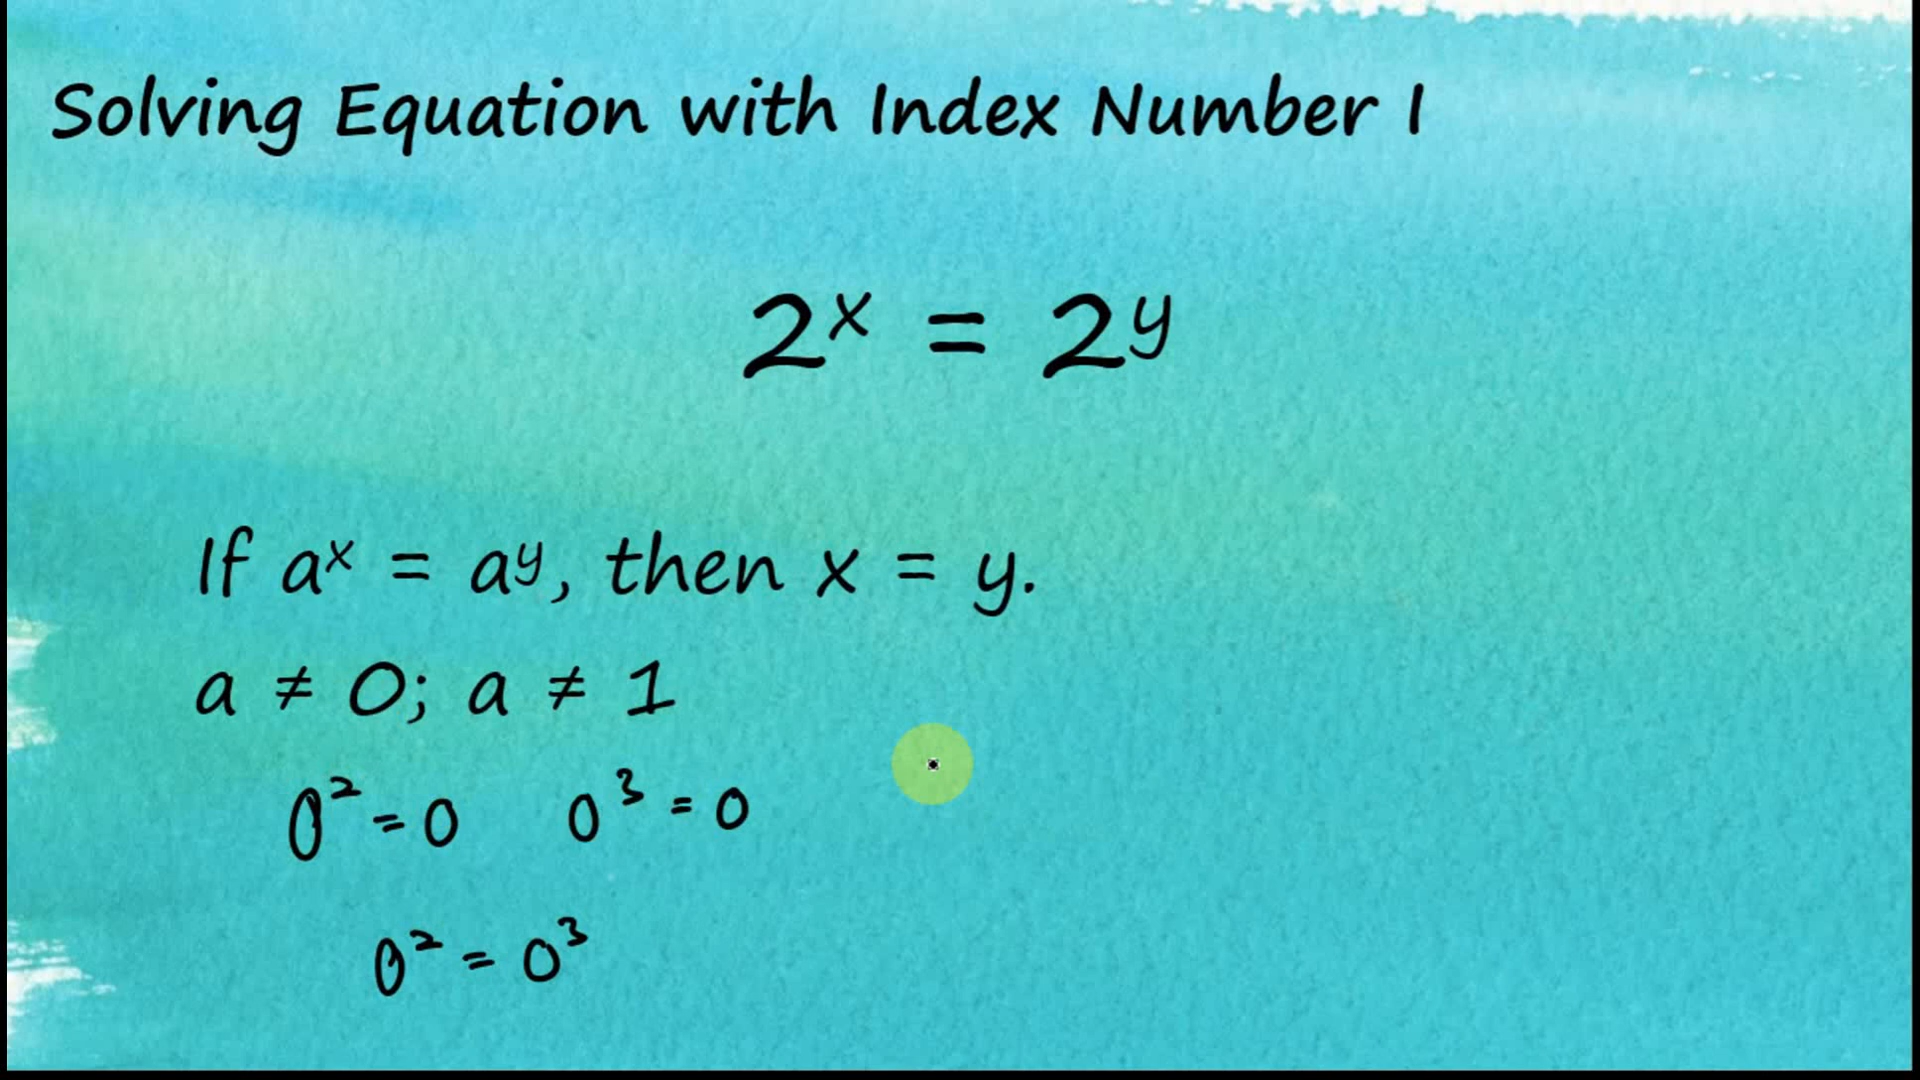 Solving Equation with Index Number I
2ˣ = 2ʸ
If aˣ = aʸ, then x = y.
a ≠ 0; a ≠ 1
0² = 0 0³ = 0
0² = 0³